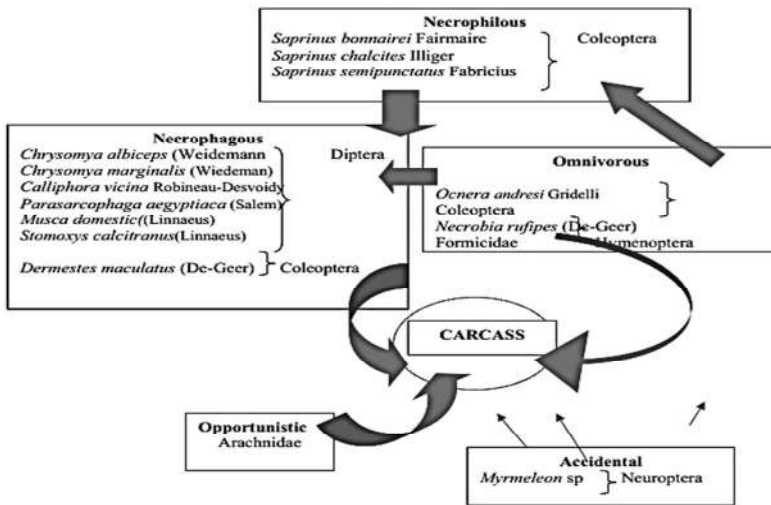 Necrophilous
Saprinus bonnairei Fairmaire
Saprinus chalcites Illiger
Saprinus semipunctatus Fabricius
Coleoptera
Necrophagous
Chrysomya albiceps (Weidemann
Chrysomya marginalis (Wiedeman)
Calliphora vicina Robineau-Desvoidy
Parasarcophaga aegyptiaca (Salem)
Musca domestic((Linnaeus)
Stomoxys calcitranus(Linnaeus)
Diptera
Dermestes maculatus (De-Geer) Coleoptera
Omnivorous
Ocnera andresi Gridelli
Coleoptera
Necrobia rufipes (De-Geer)
Formicidae Hymenoptera
CARCASS
Opportunistic
Arachnidae
Accidental
Myrmeleon sp Neuroptera